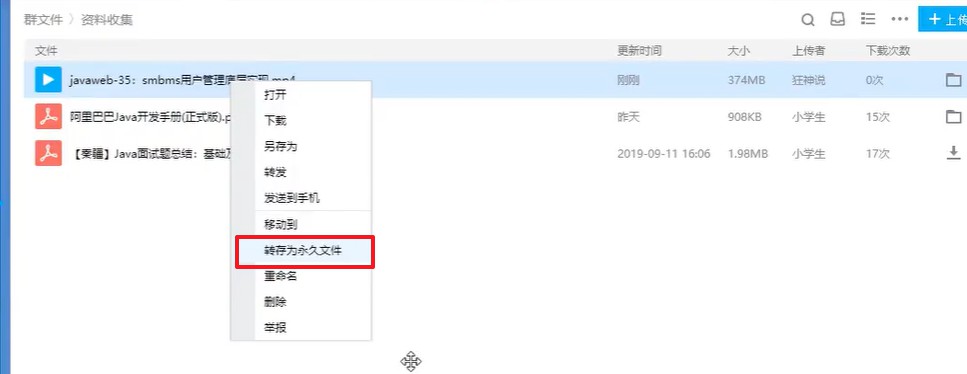 群文件 〉资料收集
+ 上传
文件 更新时间 大小 上传者 下载次数
javaweb-35：smbms用户管理底层实现.mp4 刚刚 374MB 狂神说 0次
阿里巴巴Java开发手册(正式版).p 昨天 908KB 小学生 15次
【秦疆】Java面试题总结：基础及 2019-09-11 16:06 1.98MB 小学生 17次
打开
下载
另存为
转发
发送到手机
移动到
转存为永久文件
重命名
删除
举报